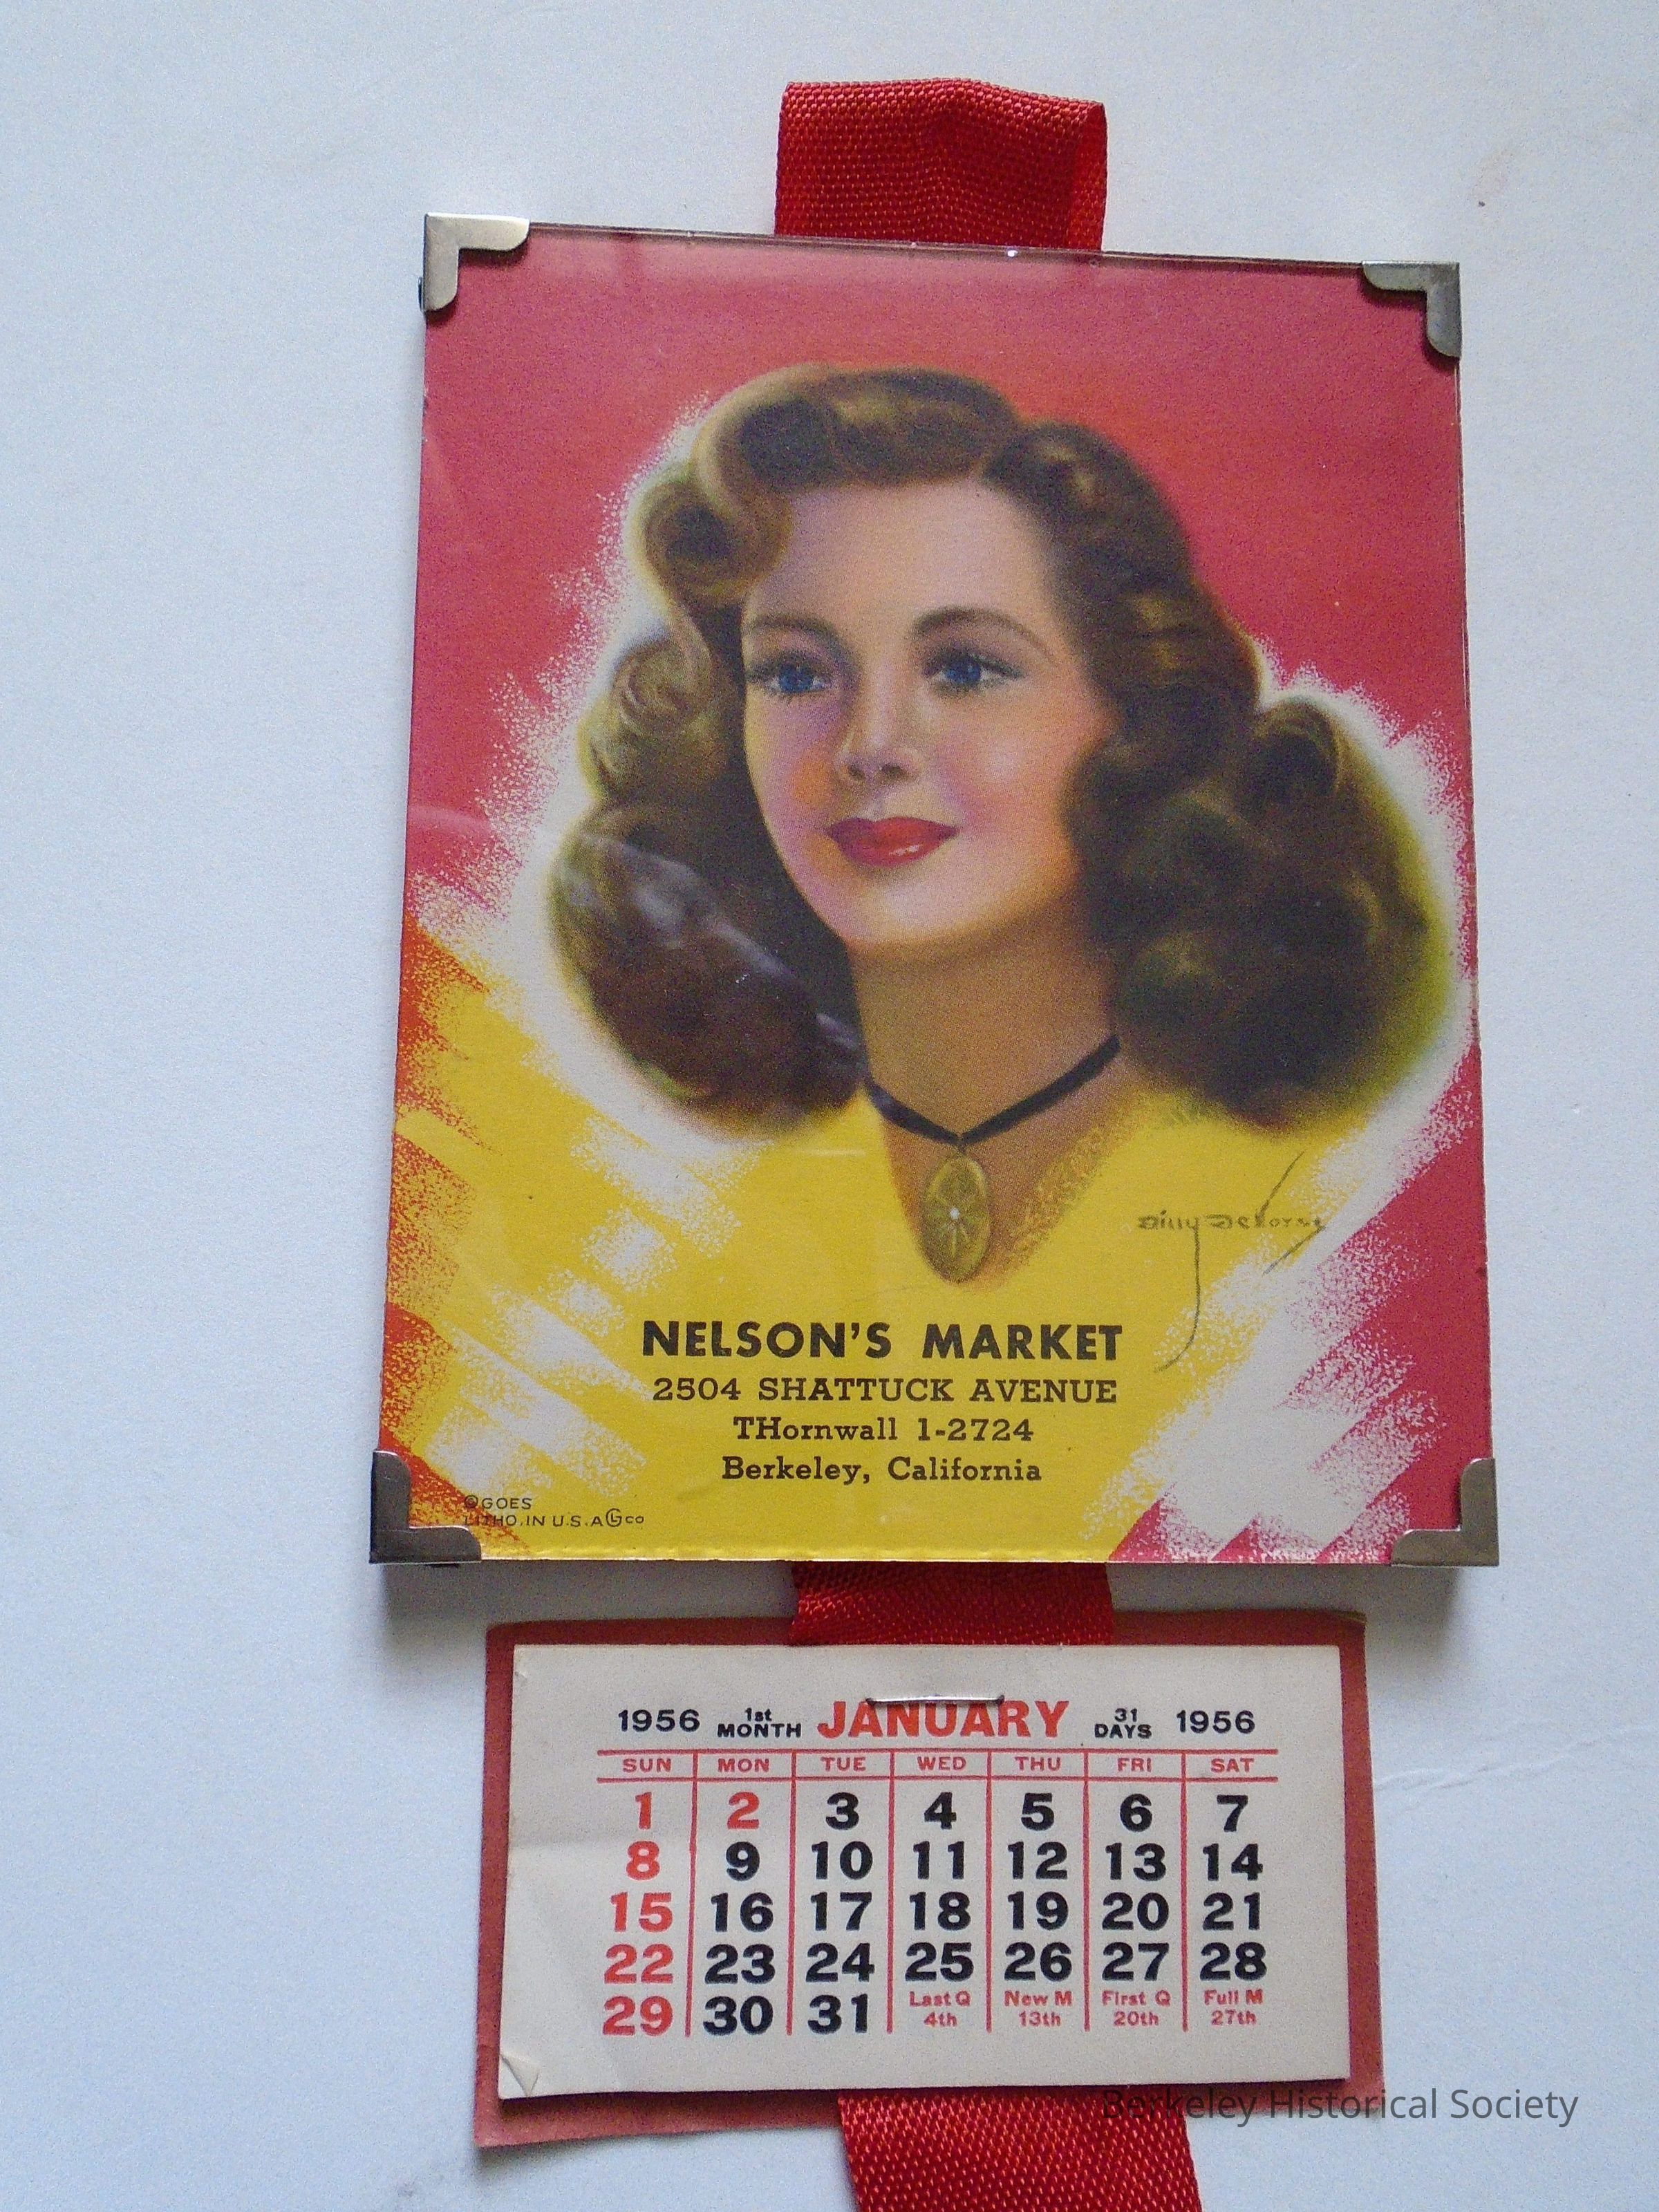 Billy DeVorss
NELSON'S MARKET
2504 SHATTUCK AVENUE
THornwall 1-2724
Berkeley, California
©GOES
LITHO.IN U.S.A GLCO
1956 1st MONTH JANUARY 31 DAYS 1956
SUN MON TUE WED THU FRI SAT
1 2 3 4 5 6 7
8 9 10 11 12 13 14
15 16 17 18 19 20 21
22 23 24 25 26 27 28
29 30 31 Last Q 4th New M 13th First Q 20th Full M 27th
Berkeley Historical Society